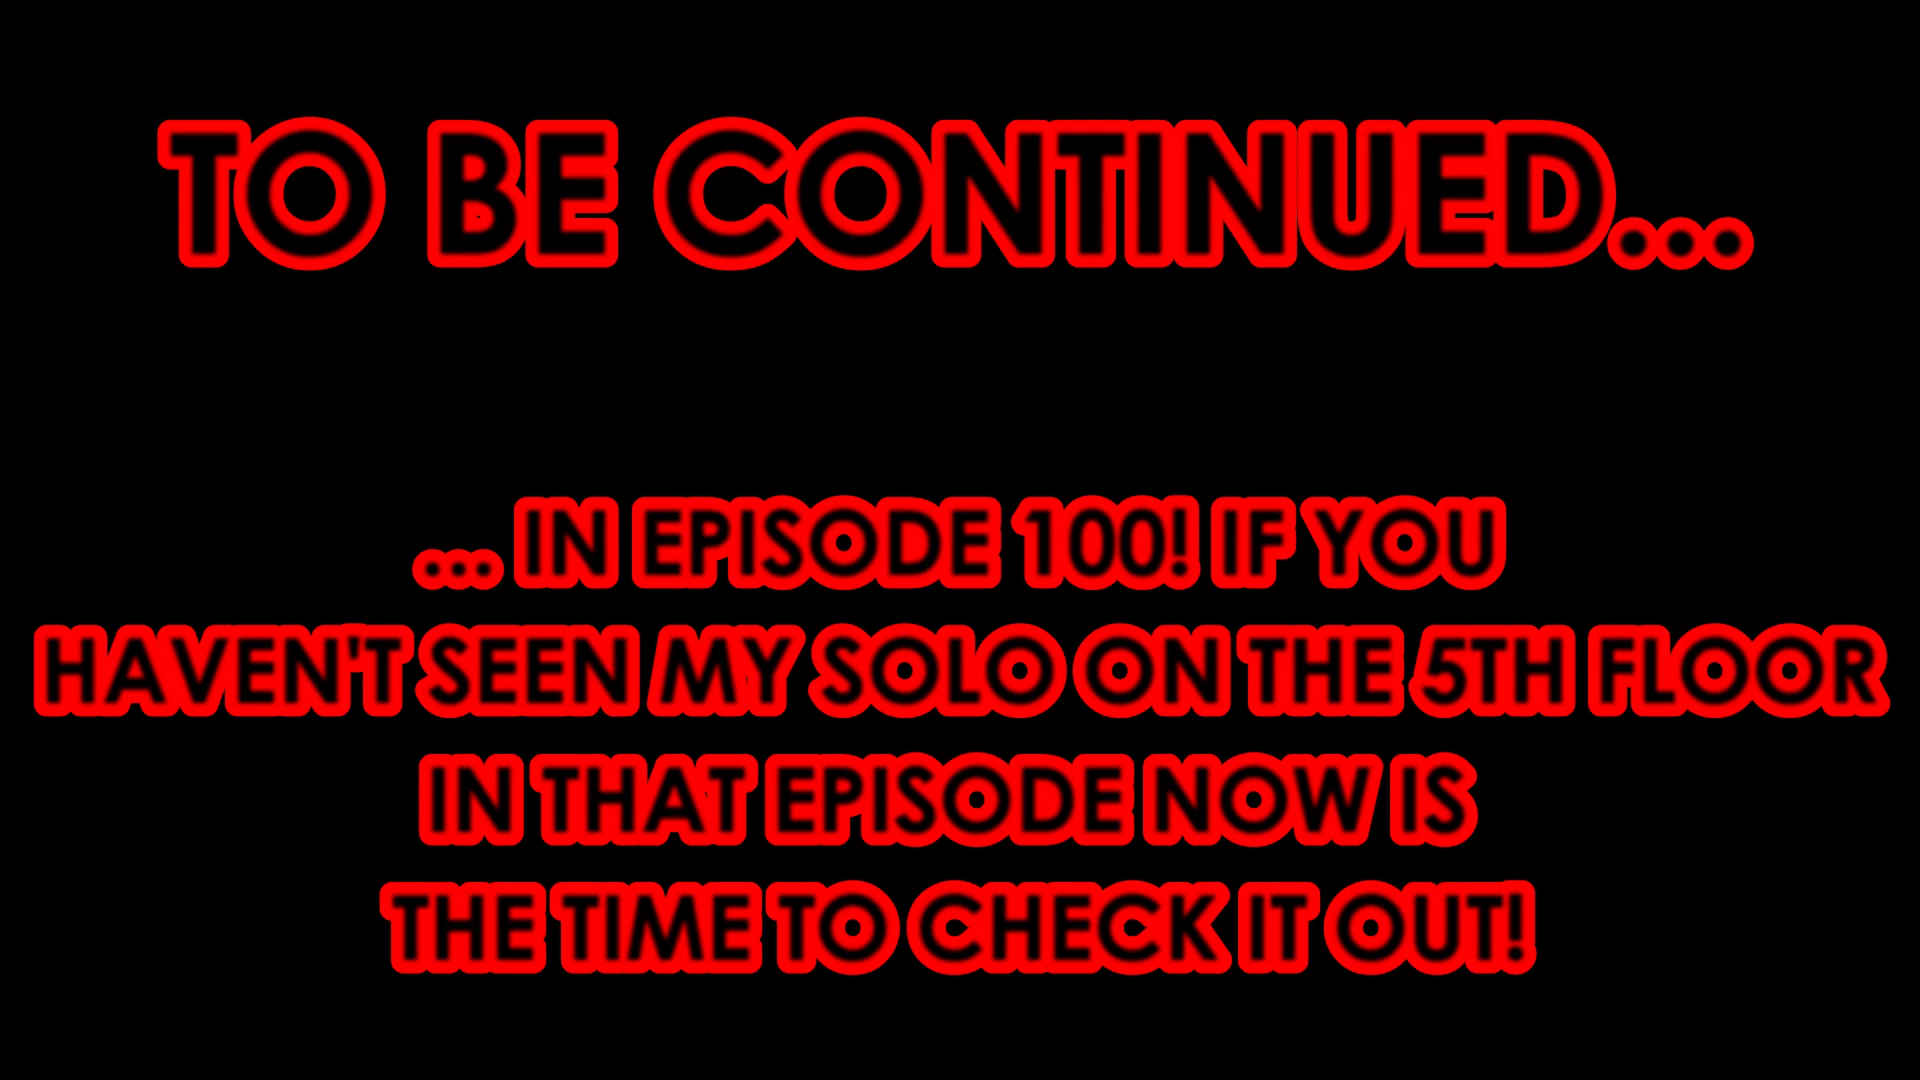 TO BE CONTINUED...
... IN EPISODE 100! IF YOU
HAVEN'T SEEN MY SOLO ON THE 5TH FLOOR
IN THAT EPISODE NOW IS
THE TIME TO CHECK IT OUT!